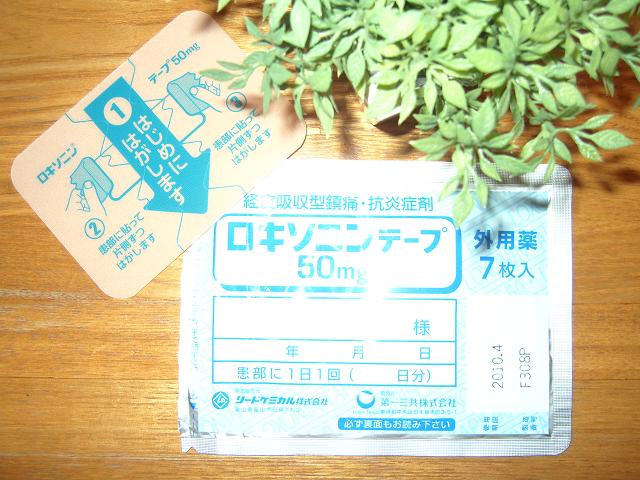 ロキソニン テープ50mg
①
はじめに
はがします
②
患部に貼って
片側ずつ
はがします
②
患部に貼って
片側ずつ
はがします
経皮吸収型鎮痛・抗炎症剤
ロキソニンテープ
50mg
外用薬
7枚入
様
年 月 日
患部に1日1回( 日分)
リードケミカル株式会社
第一三共株式会社
必ず裏面もお読み下さい
2010.4
F308P